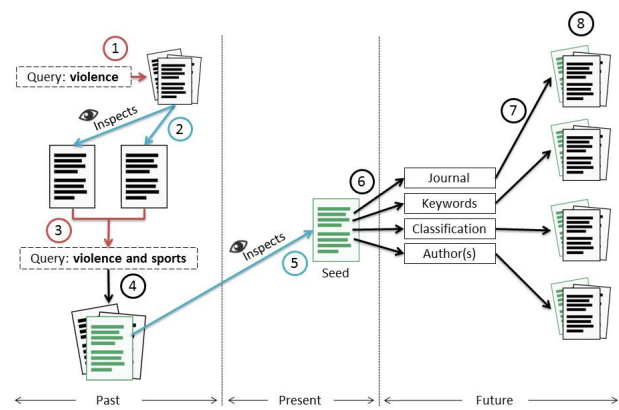 1
8
Query: violence
Inspects
2
7
6
Journal
Keywords
3
Classification
Query: violence and sports
Inspects
5
Author(s)
4
Seed
Past
Present
Future